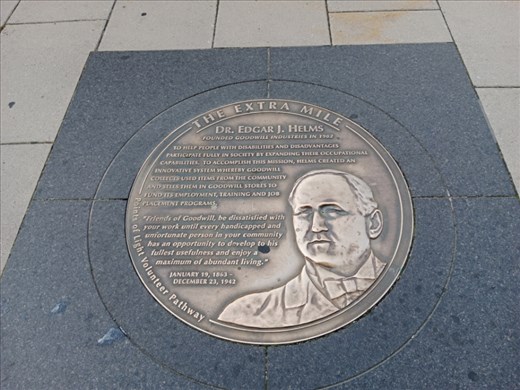 THE EXTRA MILE
DR. EDGAR J. HELMS
FOUNDED GOODWILL INDUSTRIES IN 1902
TO HELP PEOPLE WITH DISABILITIES AND DISADVANTAGES
PARTICIPATE FULLY IN SOCIETY BY EXPANDING THEIR OCCUPATIONAL
CAPABILITIES. TO ACCOMPLISH THIS MISSION, HELMS CREATED AN
INNOVATIVE SYSTEM WHEREBY GOODWILL
COLLECTS USED ITEMS FROM THE COMMUNITY
AND SELLS THEM IN GOODWILL STORES TO
FUND ITS EMPLOYMENT, TRAINING AND JOB
PLACEMENT PROGRAMS.
"Friends of Goodwill, be dissatisfied with
your work until every handicapped and
unfortunate person in your community
has an opportunity to develop to his
fullest usefulness and enjoy a
maximum of abundant living."
JANUARY 19, 1863 -
DECEMBER 23, 1942
Points of Light Volunteer Pathway